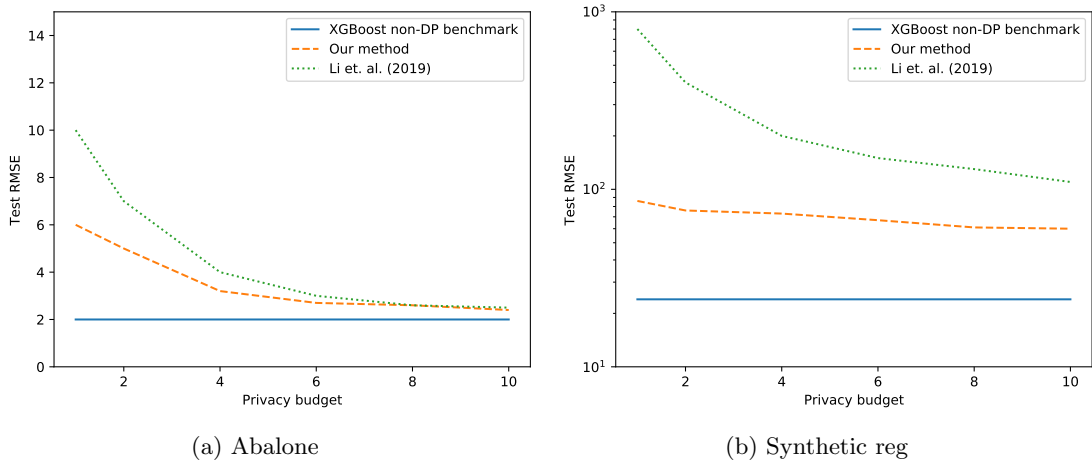 XGBoost non-DP benchmark
Our method
Li et. al. (2019)
14
12
10
8
6
4
2
0
Test RMSE
2
4
6
8
10
Privacy budget
(a) Abalone
XGBoost non-DP benchmark
Our method
Li et. al. (2019)
10³
10²
10¹
Test RMSE
2
4
6
8
10
Privacy budget
(b) Synthetic reg